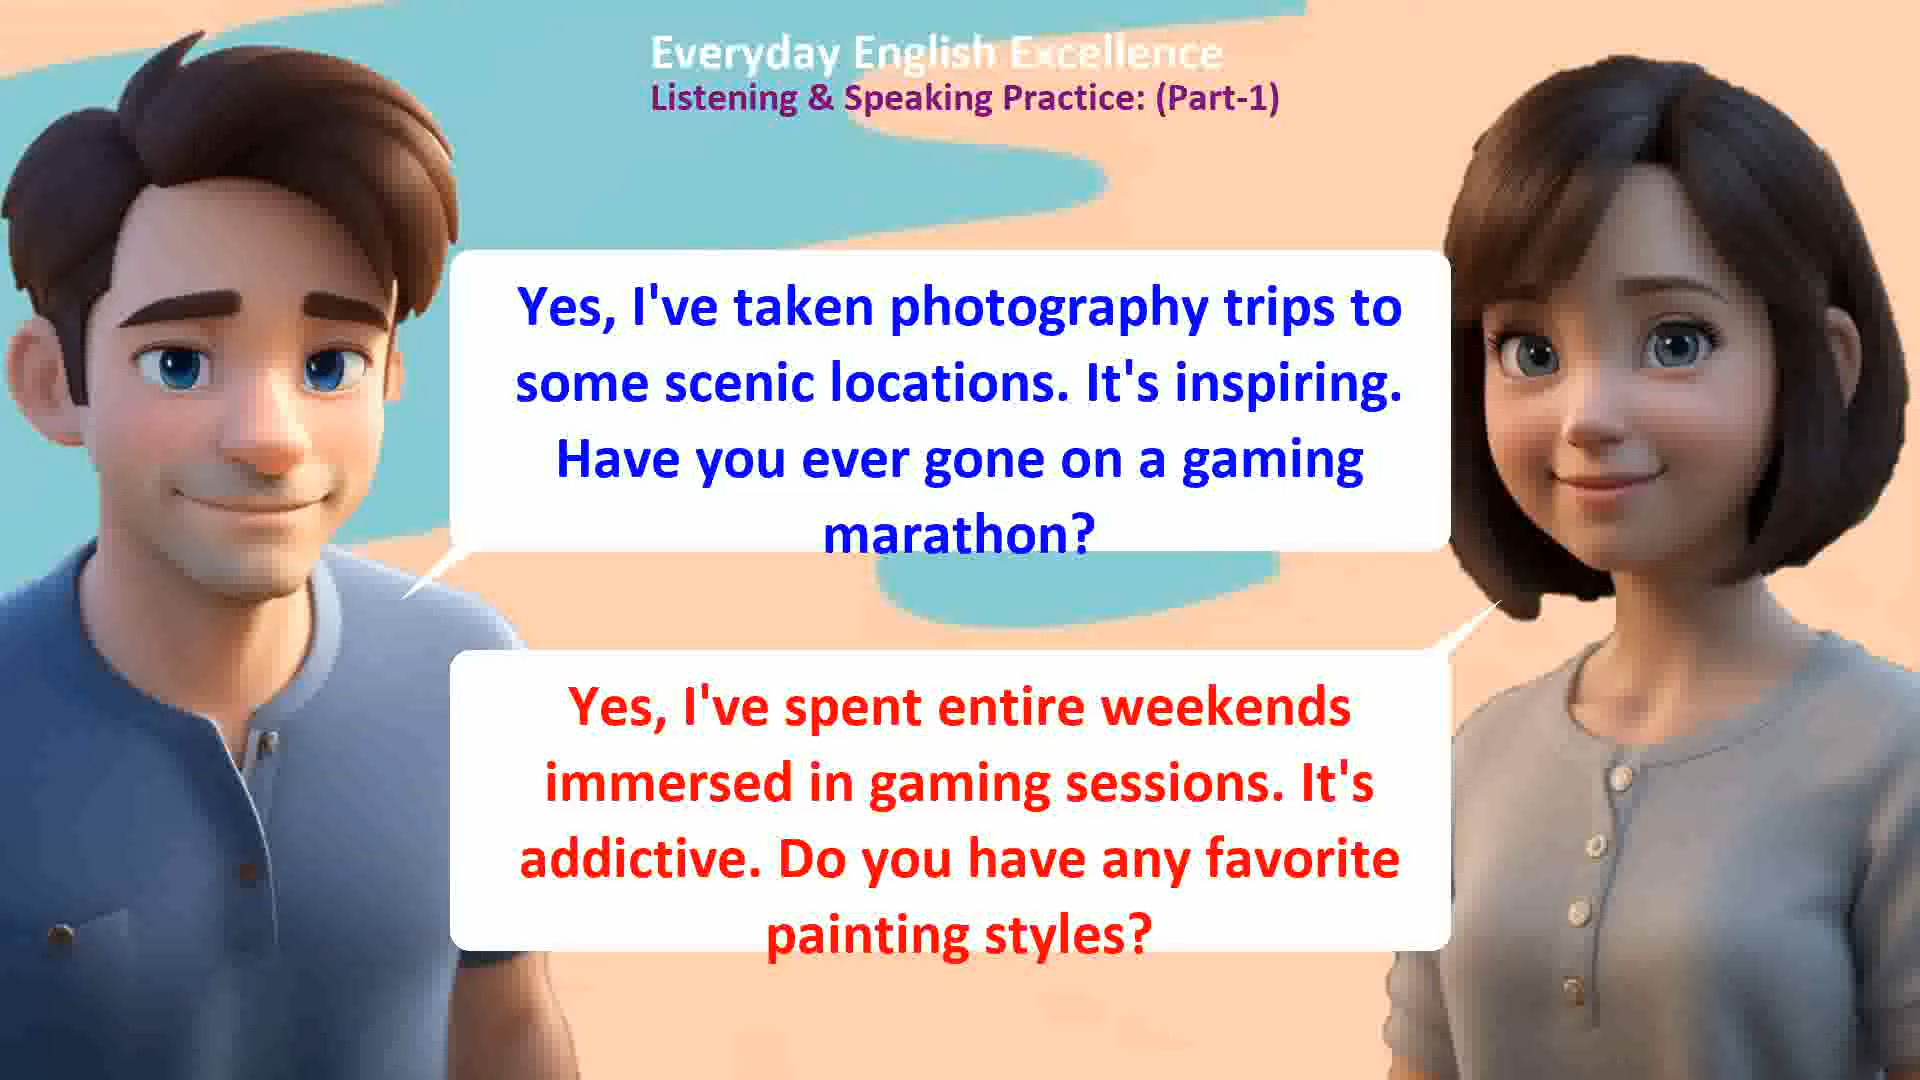 Everyday English Excellence
Listening & Speaking Practice: (Part-1)
Yes, I've taken photography trips to
some scenic locations. It's inspiring.
Have you ever gone on a gaming
marathon?
Yes, I've spent entire weekends
immersed in gaming sessions. It's
addictive. Do you have any favorite
painting styles?